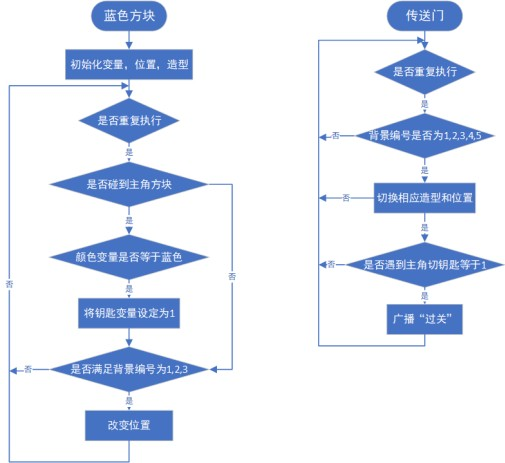 蓝色方块
初始化变量，位置，造型
是否重复执行
是
是否碰到主角方块
是
颜色变量是否等于蓝色
否
否
是
将钥匙变量设定为1
否
是否满足背景编号为1,2,3
是
改变位置
传送门
是否重复执行
是
否
背景编号是否为1,2,3,4,5
是
否
切换相应造型和位置
是
否
是否遇到主角切钥匙等于1
是
广播“过关”